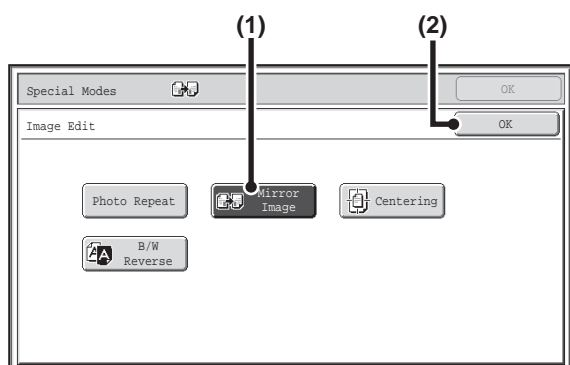 (1) (2)
Special Modes OK
Image Edit OK
Photo Repeat Mirror Image Centering
B/W Reverse